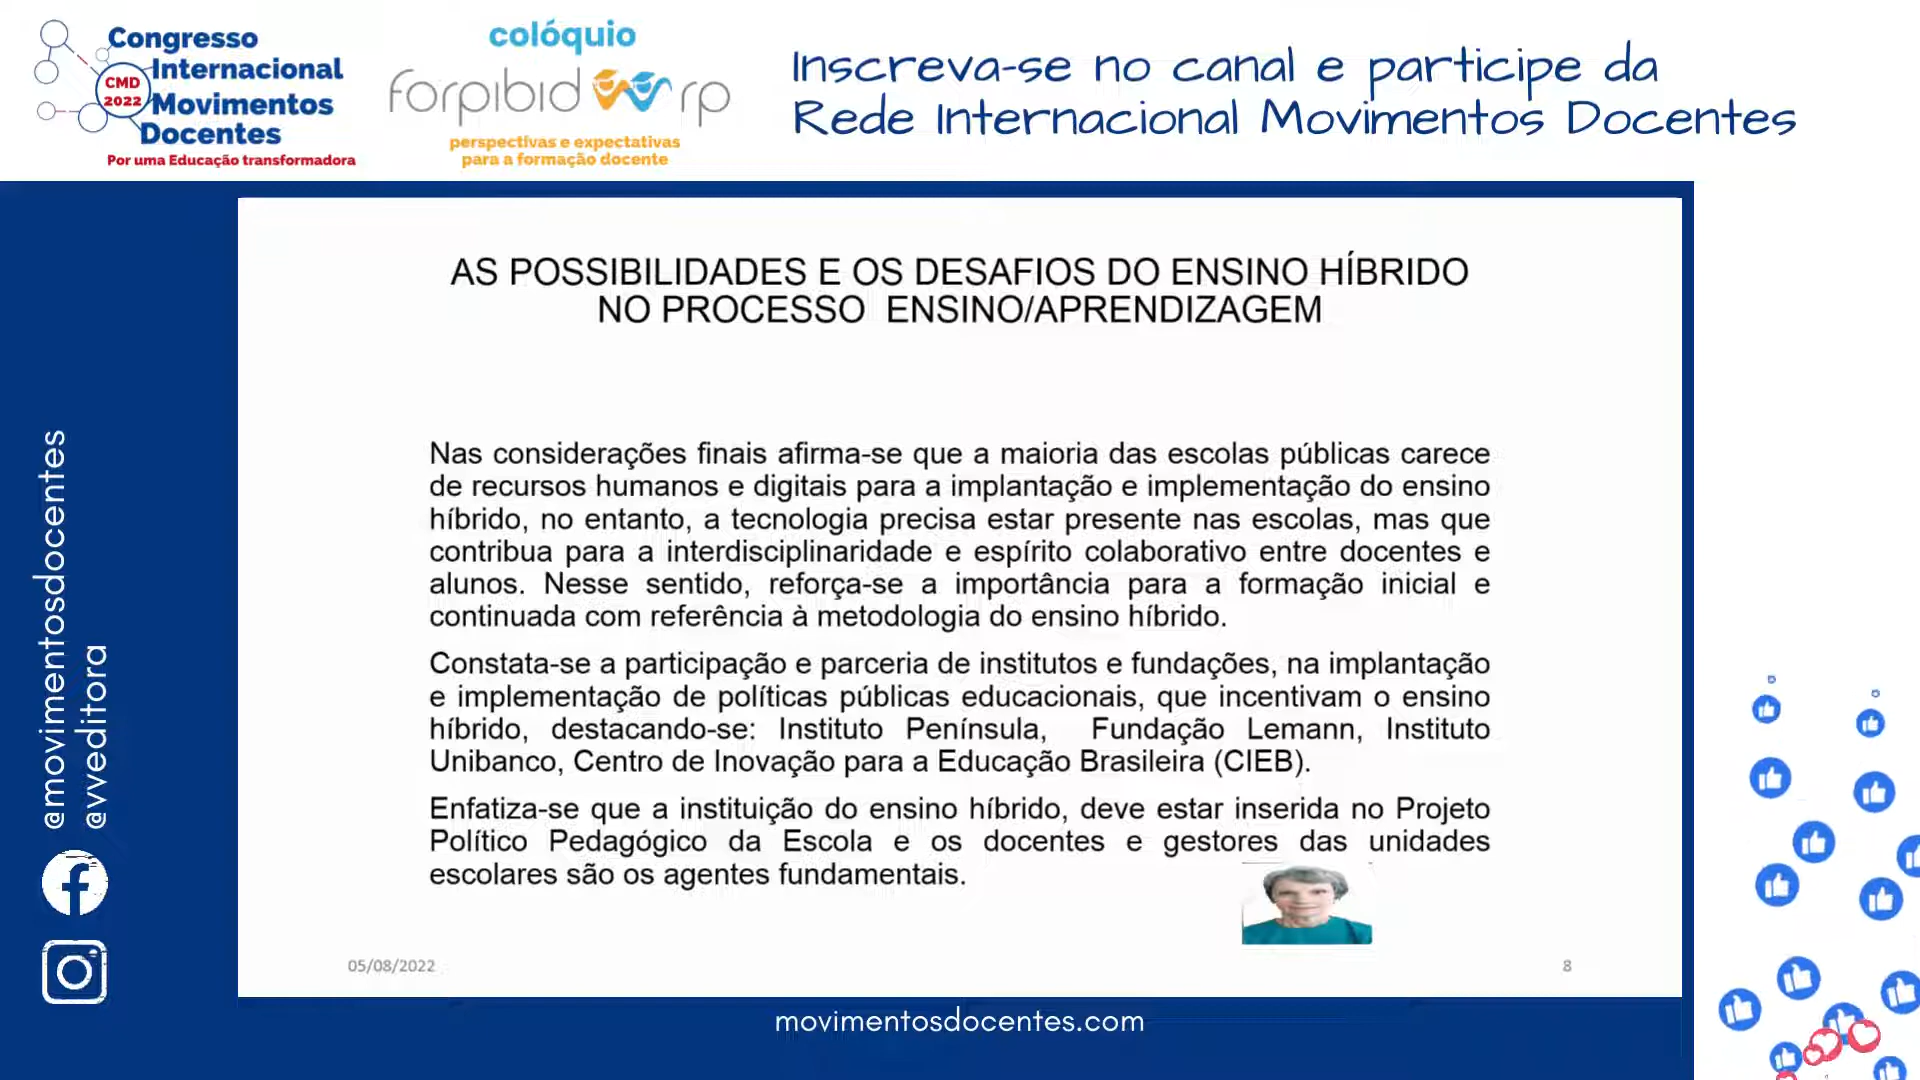 Congresso
Internacional
CMD
2022
Movimentos
Docentes
Por uma Educação transformadora
colóquio
forpibid rp
perspectivas e expectativas
para a formação docente
Inscreva-se no canal e participe da
Rede Internacional Movimentos Docentes
AS POSSIBILIDADES E OS DESAFIOS DO ENSINO HÍBRIDO
NO PROCESSO ENSINO/APRENDIZAGEM
Nas considerações finais afirma-se que a maioria das escolas públicas carece
de recursos humanos e digitais para a implantação e implementação do ensino
híbrido, no entanto, a tecnologia precisa estar presente nas escolas, mas que
contribua para a interdisciplinaridade e espírito colaborativo entre docentes e
alunos. Nesse sentido, reforça-se a importância para a formação inicial e
continuada com referência à metodologia do ensino híbrido.
Constata-se a participação e parceria de institutos e fundações, na implantação
e implementação de políticas públicas educacionais, que incentivam o ensino
híbrido, destacando-se: Instituto Península, Fundação Lemann, Instituto
Unibanco, Centro de Inovação para a Educação Brasileira (CIEB).
Enfatiza-se que a instituição do ensino híbrido, deve estar inserida no Projeto
Político Pedagógico da Escola e os docentes e gestores das unidades
escolares são os agentes fundamentais.
05/08/2022
8
@movimentosdocentes
@vveditora
movimentosdocentes.com